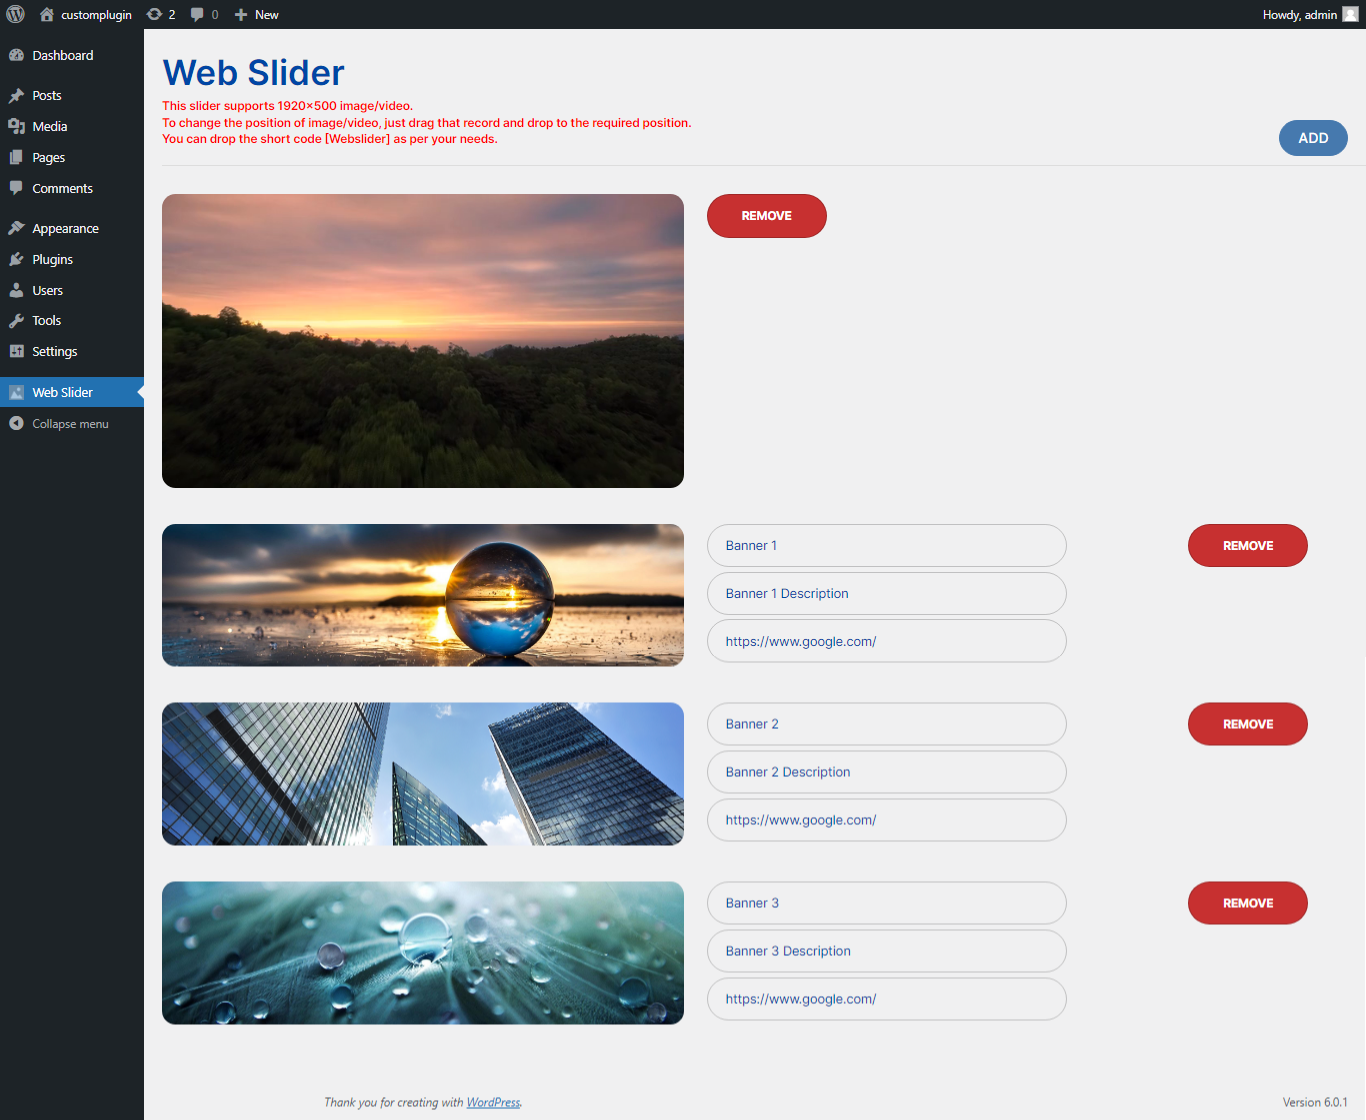 customplugin 2 0 New Howdy, admin
Dashboard
Posts
Media
Pages
Comments
Appearance
Plugins
Users
Tools
Settings
Web Slider
Collapse menu
Web Slider
This slider supports 1920x500 image/video.
To change the position of image/video, just drag that record and drop to the required position.
You can drop the short code [Webslider] as per your needs.
ADD
REMOVE
Banner 1
Banner 1 Description
https://www.google.com/
REMOVE
Banner 2
Banner 2 Description
https://www.google.com/
REMOVE
Banner 3
Banner 3 Description
https://www.google.com/
REMOVE
Thank you for creating with WordPress.
Version 6.0.1